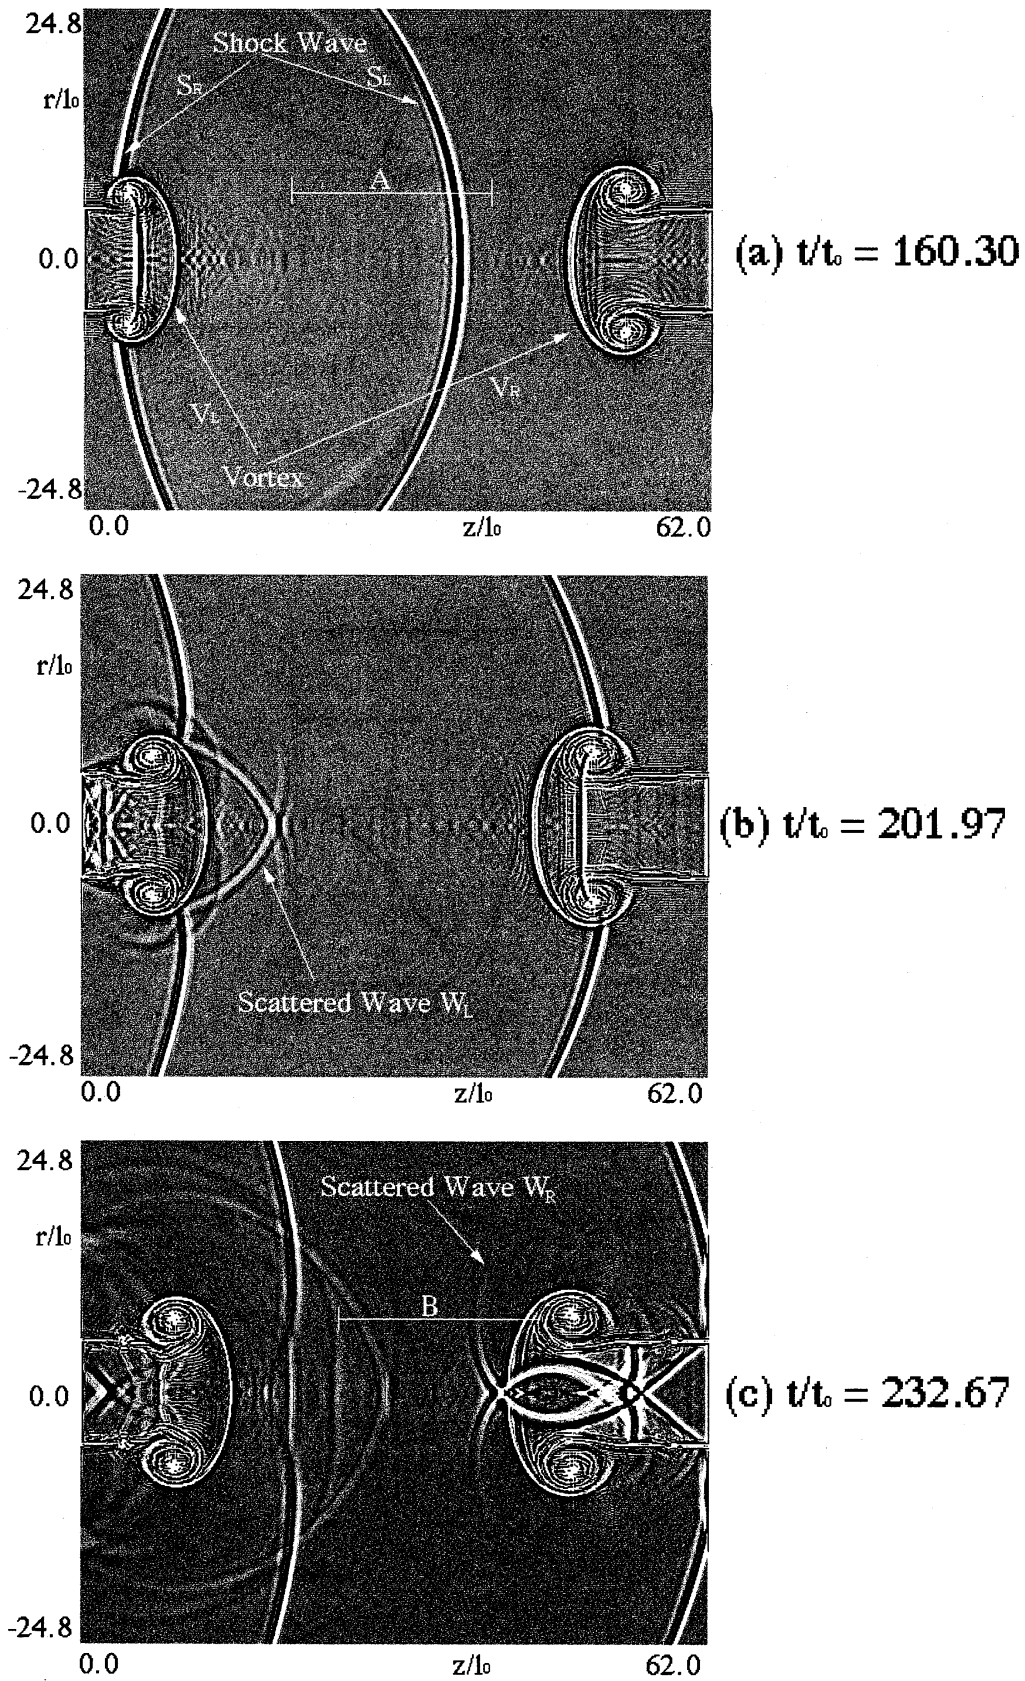 24.8
Shock Wave
S_R
S_L
r/l₀
A
0.0
(a) t/t₀ = 160.30
V_R
V_L
Vortex
-24.8
0.0
z/l₀
62.0
24.8
r/l₀
0.0
(b) t/t₀ = 201.97
Scattered Wave W_L
-24.8
0.0
z/l₀
62.0
24.8
Scattered Wave W_R
r/l₀
B
0.0
(c) t/t₀ = 232.67
-24.8
0.0
z/l₀
62.0